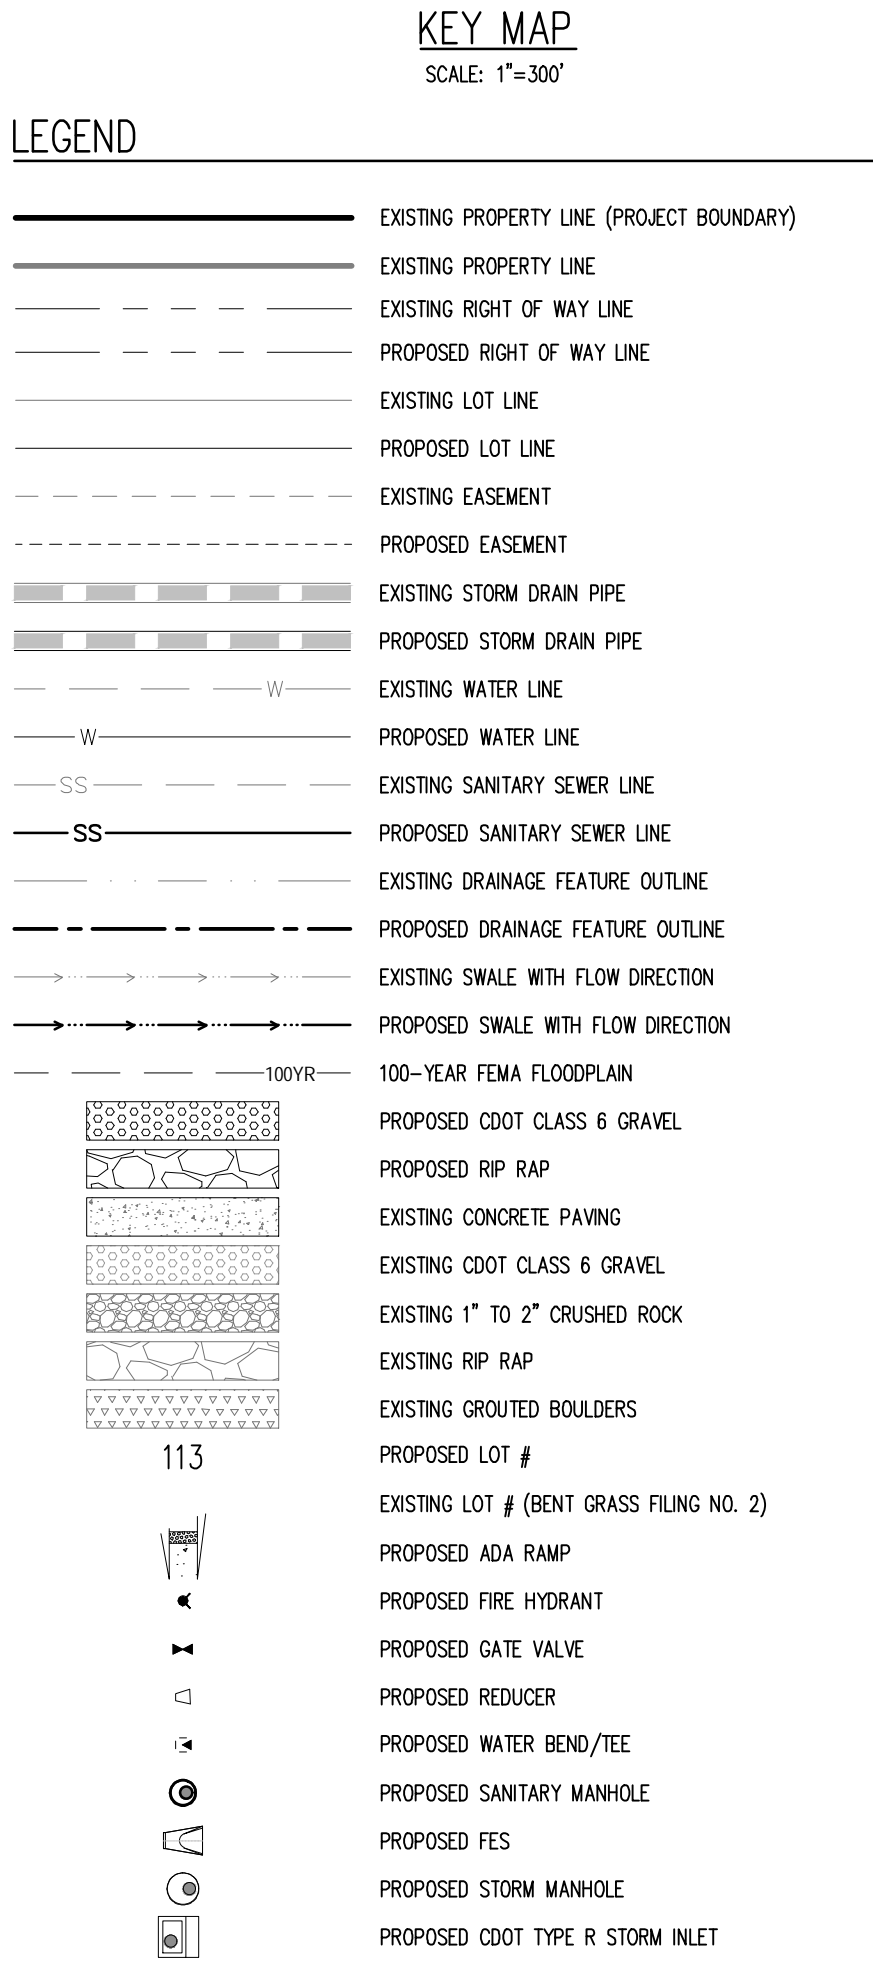 KEY MAP
SCALE: 1"=300'
LEGEND
EXISTING PROPERTY LINE (PROJECT BOUNDARY)
EXISTING PROPERTY LINE
EXISTING RIGHT OF WAY LINE
PROPOSED RIGHT OF WAY LINE
EXISTING LOT LINE
PROPOSED LOT LINE
EXISTING EASEMENT
PROPOSED EASEMENT
EXISTING STORM DRAIN PIPE
PROPOSED STORM DRAIN PIPE
W EXISTING WATER LINE
W PROPOSED WATER LINE
SS EXISTING SANITARY SEWER LINE
SS PROPOSED SANITARY SEWER LINE
EXISTING DRAINAGE FEATURE OUTLINE
PROPOSED DRAINAGE FEATURE OUTLINE
EXISTING SWALE WITH FLOW DIRECTION
PROPOSED SWALE WITH FLOW DIRECTION
100YR 100-YEAR FEMA FLOODPLAIN
PROPOSED CDOT CLASS 6 GRAVEL
PROPOSED RIP RAP
EXISTING CONCRETE PAVING
EXISTING CDOT CLASS 6 GRAVEL
EXISTING 1" TO 2" CRUSHED ROCK
EXISTING RIP RAP
EXISTING GROUTED BOULDERS
113 PROPOSED LOT #
EXISTING LOT # (BENT GRASS FILING NO. 2)
PROPOSED ADA RAMP
PROPOSED FIRE HYDRANT
PROPOSED GATE VALVE
PROPOSED REDUCER
PROPOSED WATER BEND/TEE
PROPOSED SANITARY MANHOLE
PROPOSED FES
PROPOSED STORM MANHOLE
PROPOSED CDOT TYPE R STORM INLET